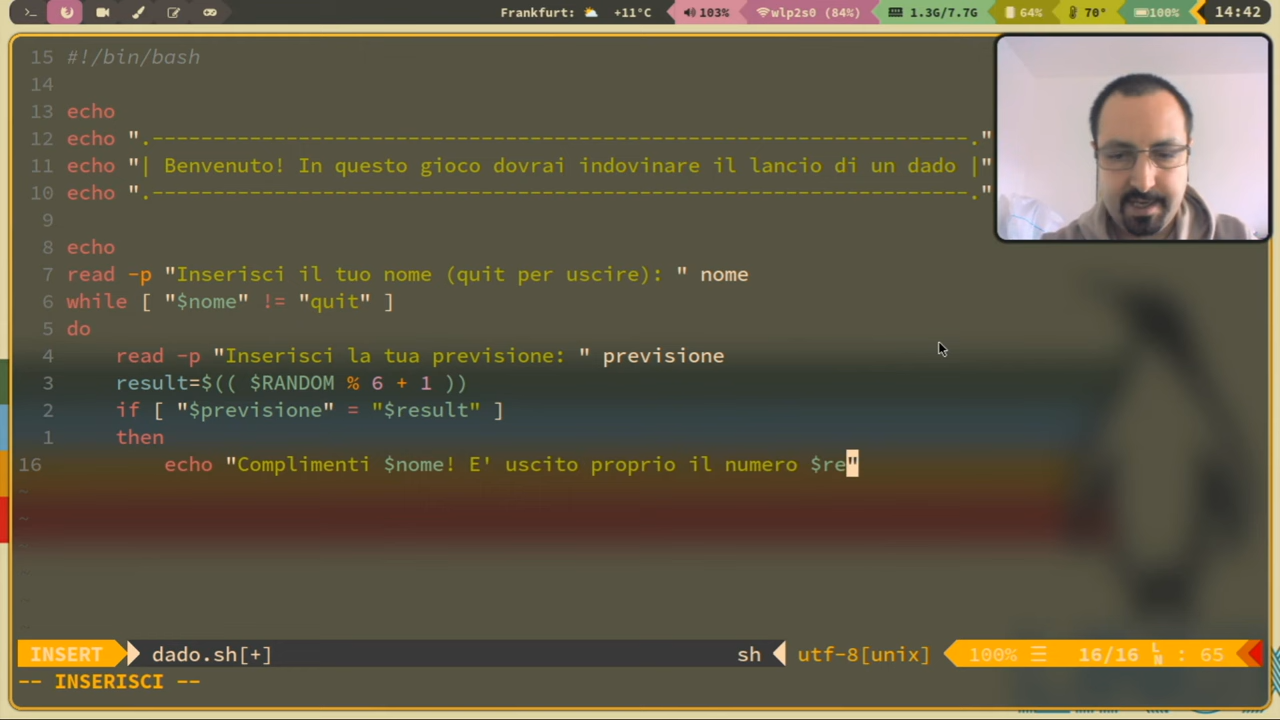 Frankfurt: +11°C 103% wlp2s0 (84%) 1.3G/7.7G 64% 70° 100% 14:42
15 #!/bin/bash
14
13 echo
12 echo ".-------------------------------------------------------------------."
11 echo "| Benvenuto! In questo gioco dovrai indovinare il lancio di un dado |"
10 echo ".-------------------------------------------------------------------."
9
8 echo
7 read -p "Inserisci il tuo nome (quit per uscire): " nome
6 while [ "$nome" != "quit" ]
5 do
4     read -p "Inserisci la tua previsione: " previsione
3     result=$(( $RANDOM % 6 + 1 ))
2     if [ "$previsione" = "$result" ]
1     then
16         echo "Complimenti $nome! E' uscito proprio il numero $re"
~
~
~
~
~
~
INSERT dado.sh[+] sh utf-8[unix] 100% ☰ 16/16 LN : 65
-- INSERISCI --